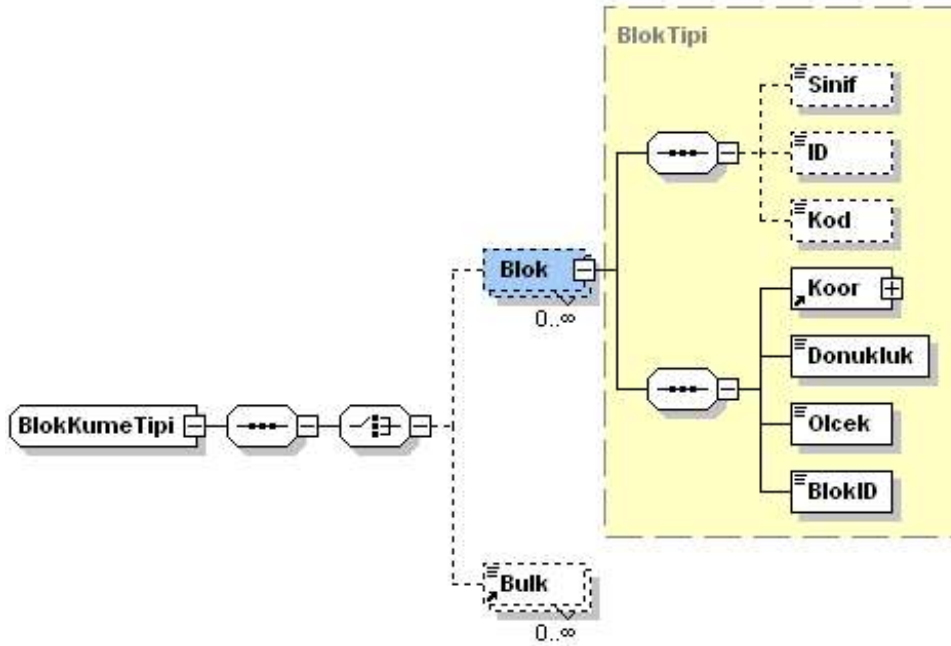 BlokTipi
Sinif
ID
Kod
Blok
0..∞
Koor
Donukluk
Olcek
BlokID
BlokKumeTipi
Bulk
0..∞